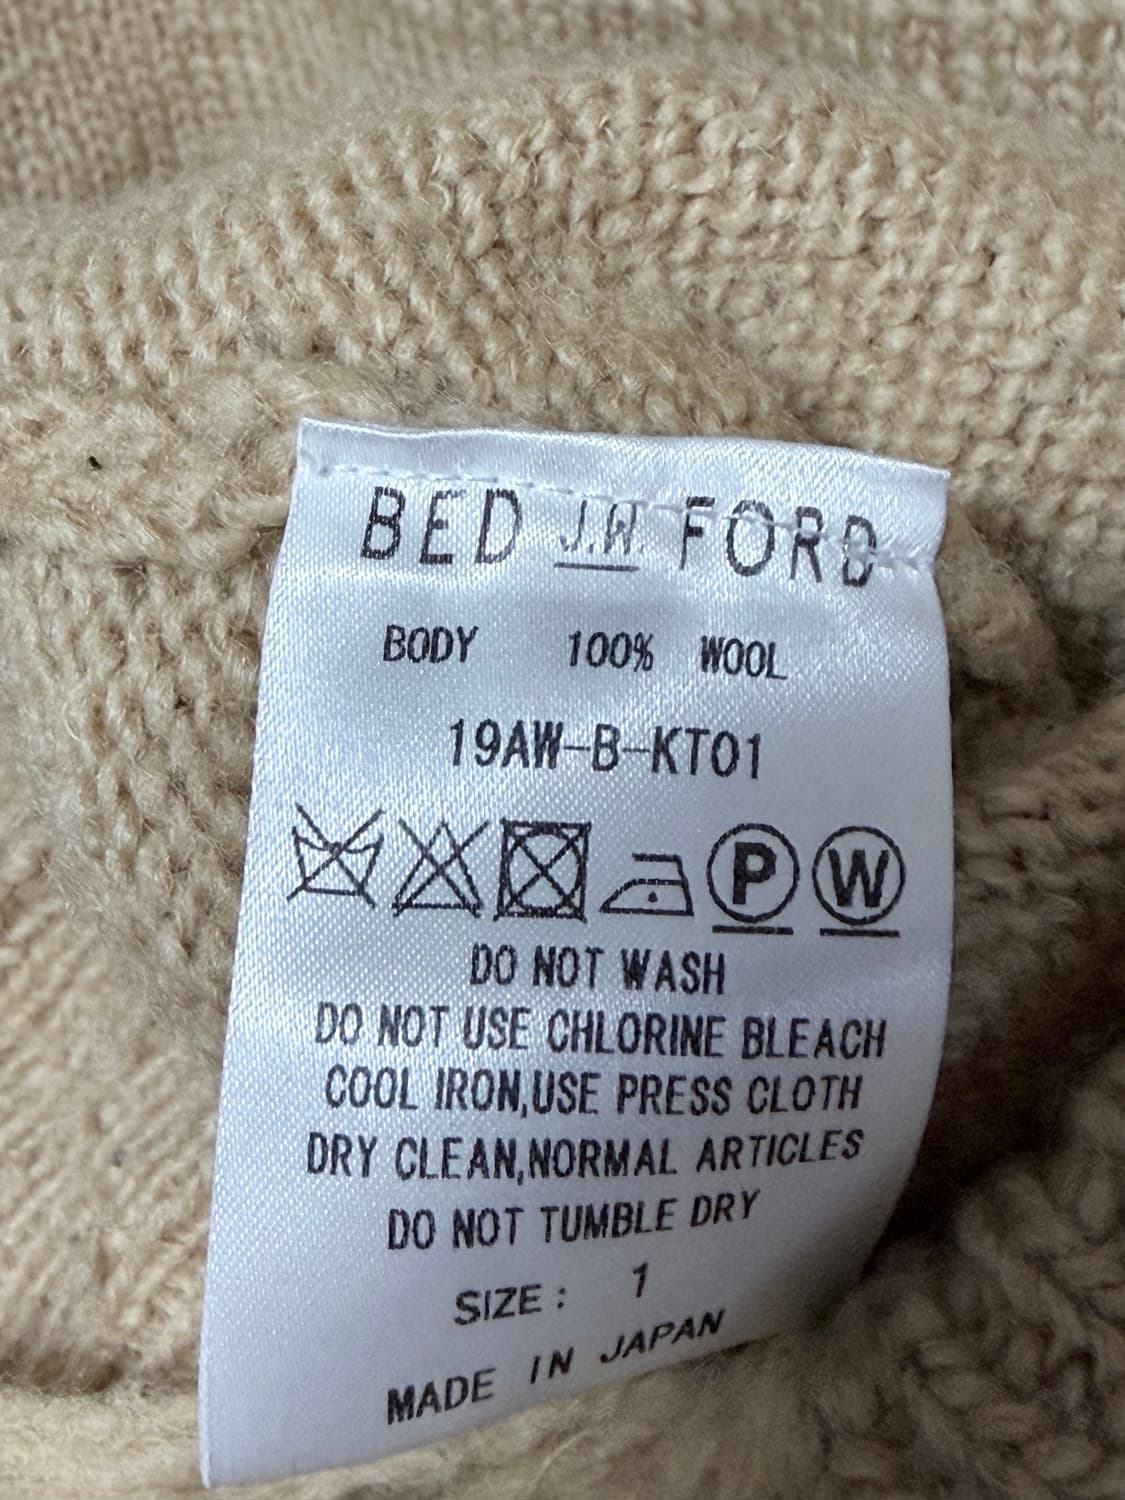 BED J.W. FORD
BODY 100% WOOL
19AW-B-KT01
P W
DO NOT WASH
DO NOT USE CHLORINE BLEACH
COOL IRON,USE PRESS CLOTH
DRY CLEAN,NORMAL ARTICLES
DO NOT TUMBLE DRY
SIZE: 1
MADE IN JAPAN